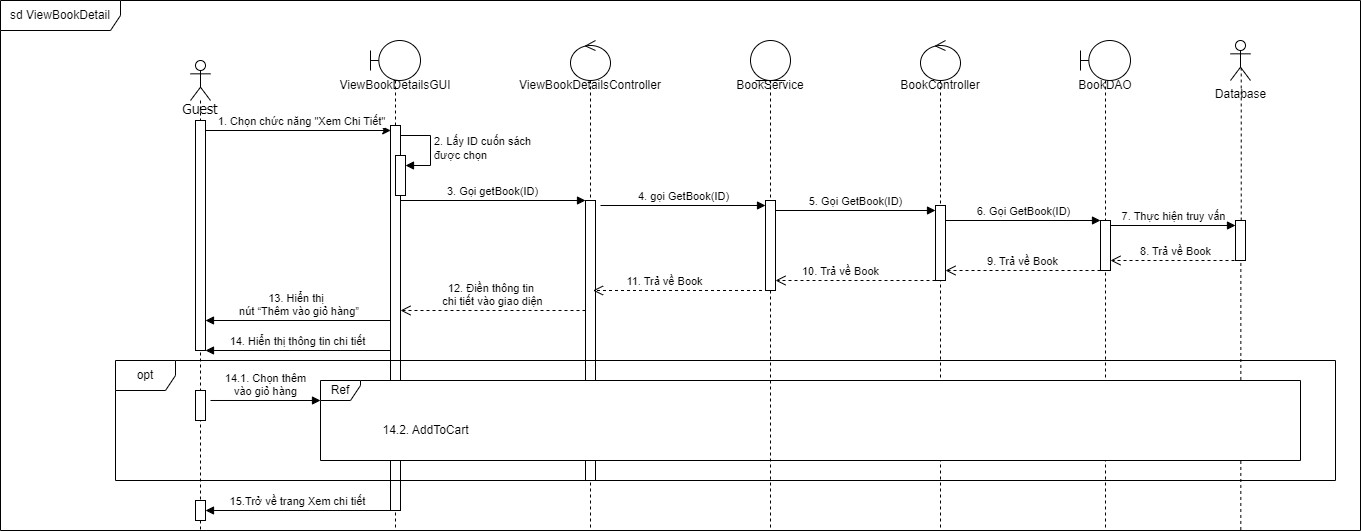 sd ViewBookDetail
Guest
ViewBookDetailsGUI
ViewBookDetailsController
BookService
BookController
BookDAO
Database
1. Chọn chức năng "Xem Chi Tiết"
2. Lấy ID cuốn sách
được chọn
3. Gọi getBook(ID)
4. gọi GetBook(ID)
5. Gọi GetBook(ID)
6. Gọi GetBook(ID)
7. Thực hiện truy vấn
8. Trả về Book
9. Trả về Book
10. Trả về Book
11. Trả về Book
12. Điền thông tin
chi tiết vào giao diện
13. Hiển thị
nút “Thêm vào giỏ hàng”
14. Hiển thị thông tin chi tiết
opt
14.1. Chọn thêm
vào giỏ hàng
Ref
14.2. AddToCart
15.Trở về trang Xem chi tiết